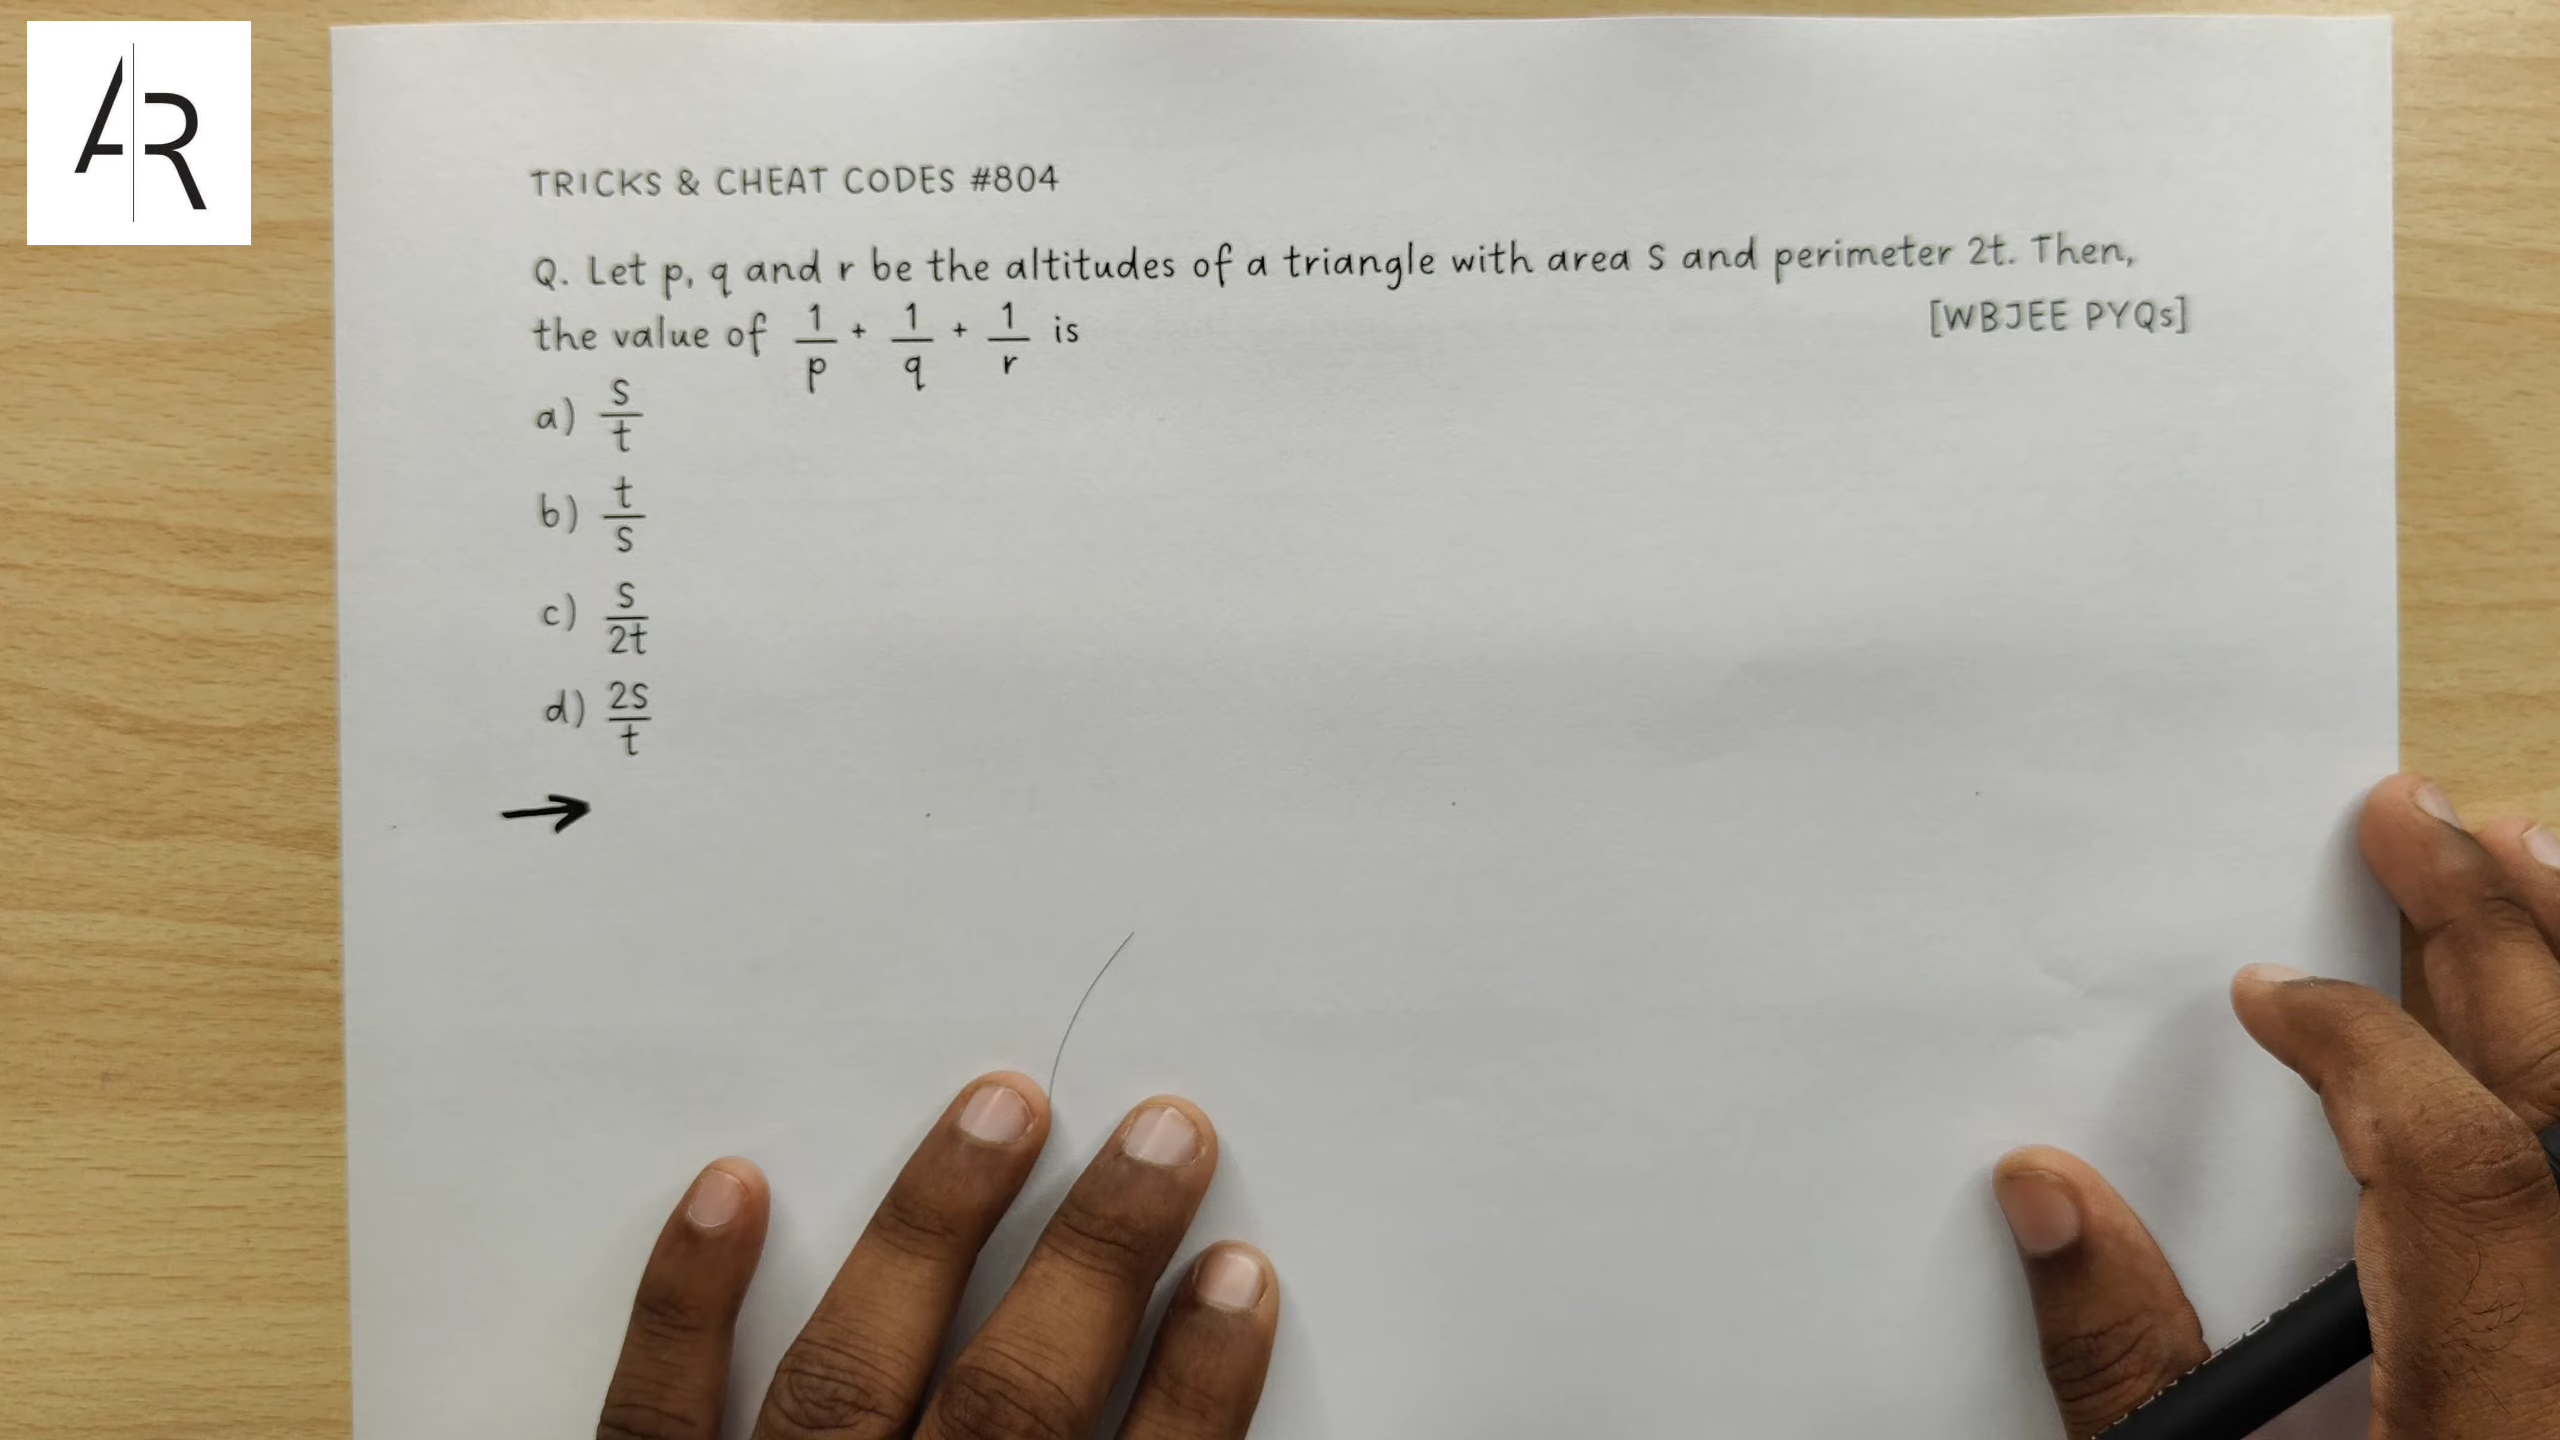 AR
TRICKS & CHEAT CODES #804
Q. Let p, q and r be the altitudes of a triangle with area S and perimeter 2t. Then,
the value of 1/p + 1/q + 1/r is
[WBJEE PYQs]
a) S/t
b) t/S
c) S/2t
d) 2S/t